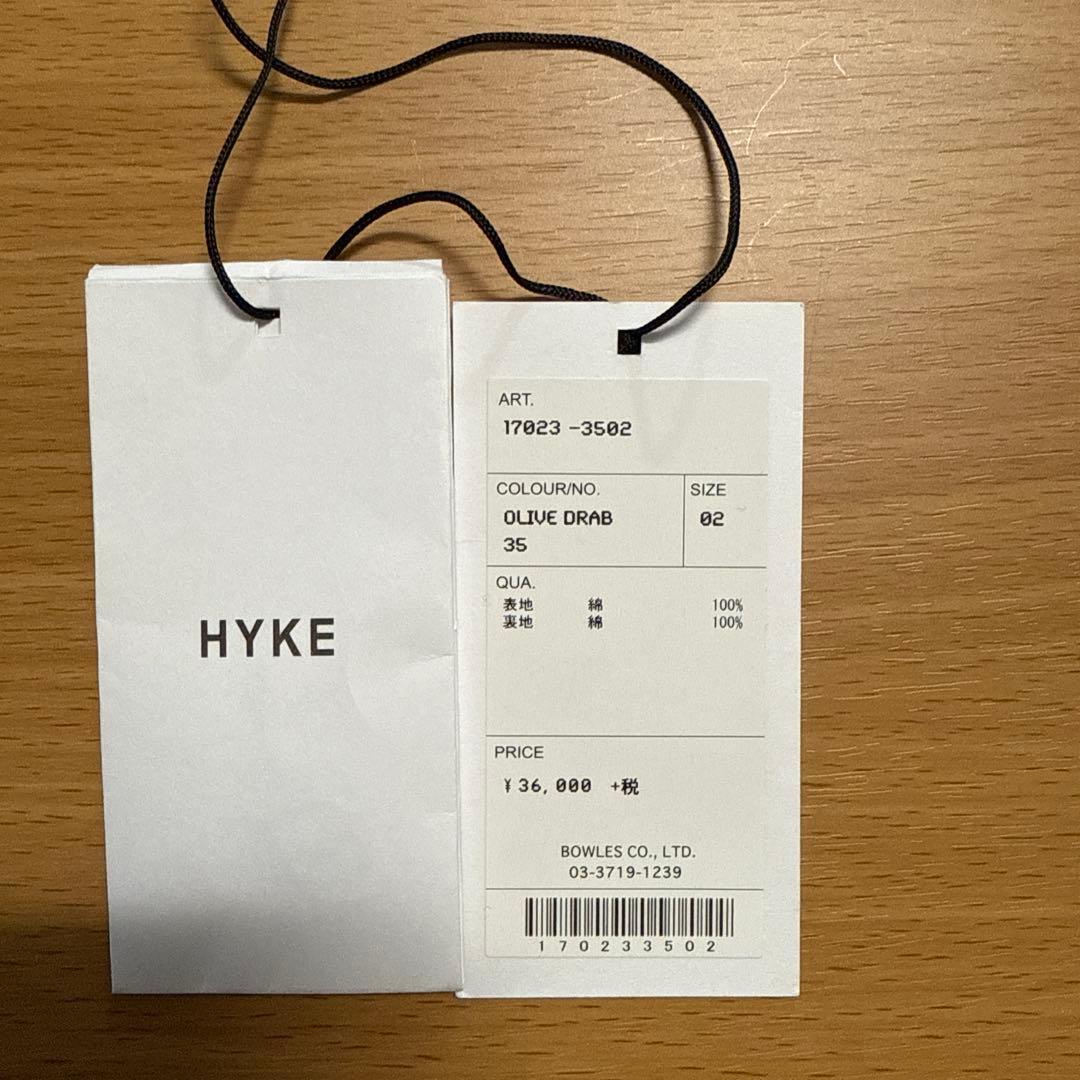 HYKE
ART.
17023 -3502
COLOUR/NO.
OLIVE DRAB
35
SIZE
02
QUA.
表地 綿 100%
裏地 綿 100%
PRICE
¥36,000 +税
BOWLES CO., LTD.
03-3719-1239
170233502